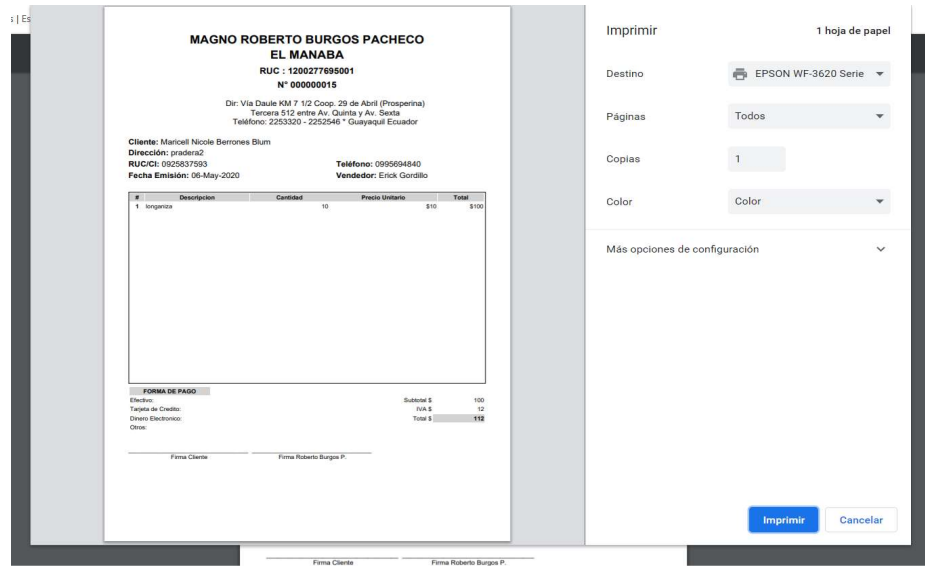 s | Es
MAGNO ROBERTO BURGOS PACHECO
EL MANABA
RUC : 1200277695001
N° 000000015
Dir: Vía Daule KM 7 1/2 Coop. 29 de Abril (Prosperina)
Tercera 512 entre Av. Quinta y Av. Sexta
Teléfono: 2253320 - 2252546 * Guayaquil Ecuador
Cliente: Maricell Nicole Berrones Blum
Dirección: pradera2
RUC/CI: 0925837593 Teléfono: 0995694840
Fecha Emisión: 06-May-2020 Vendedor: Erick Gordillo
# Descripcion Cantidad Precio Unitario Total
1 longaniza 10 $10 $100
FORMA DE PAGO
Efectivo: Subtotal $ 100
Tarjeta de Credito: IVA $ 12
Dinero Electronico: Total $ 112
Otros:
Firma Cliente Firma Roberto Burgos P.
Imprimir 1 hoja de papel
Destino EPSON WF-3620 Serie
Páginas Todos
Copias 1
Color Color
Más opciones de configuración
Imprimir Cancelar
Firma Cliente Firma Roberto Burgos P.